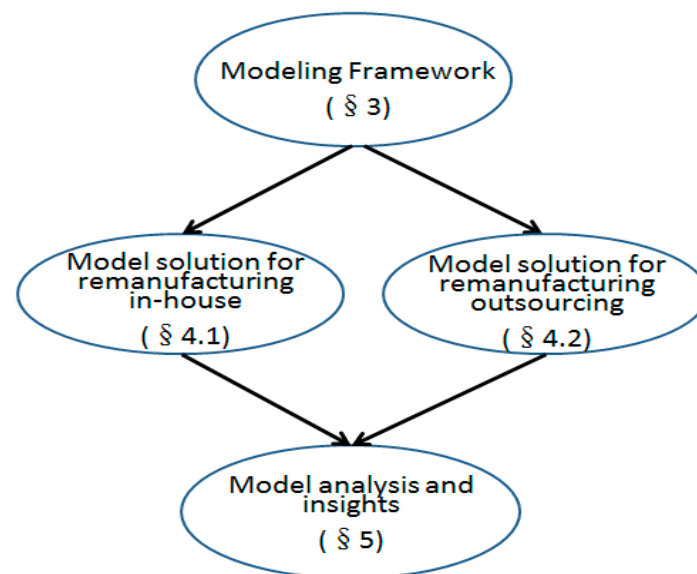 Modeling Framework
( § 3)
Model solution for
remanufacturing
in-house
( § 4.1)
Model solution for
remanufacturing
outsourcing
( § 4.2)
Model analysis and
insights
( § 5)